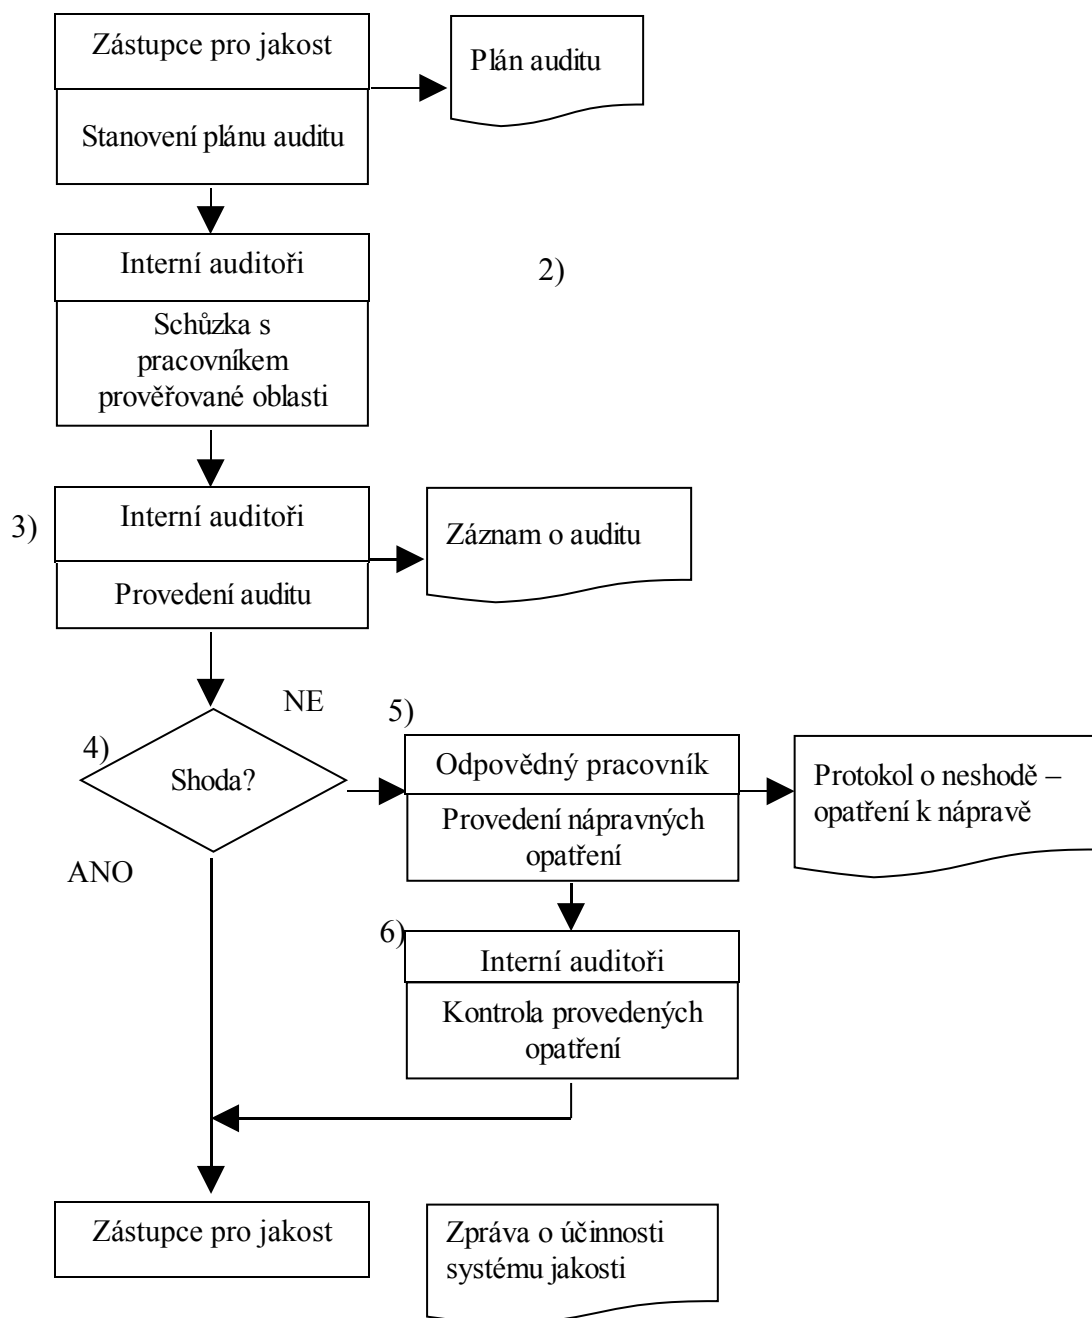 Zástupce pro jakost
Plán auditu
Stanovení plánu auditu
Interní auditoři
2)
Schůzka s
pracovníkem
prověřované oblasti
3)
Interní auditoři
Záznam o auditu
Provedení auditu
NE
5)
4)
Shoda?
Odpovědný pracovník
Protokol o neshodě –
opatření k nápravě
Provedení nápravných
opatření
ANO
6)
Interní auditoři
Kontrola provedených
opatření
Zástupce pro jakost
Zpráva o účinnosti
systému jakosti